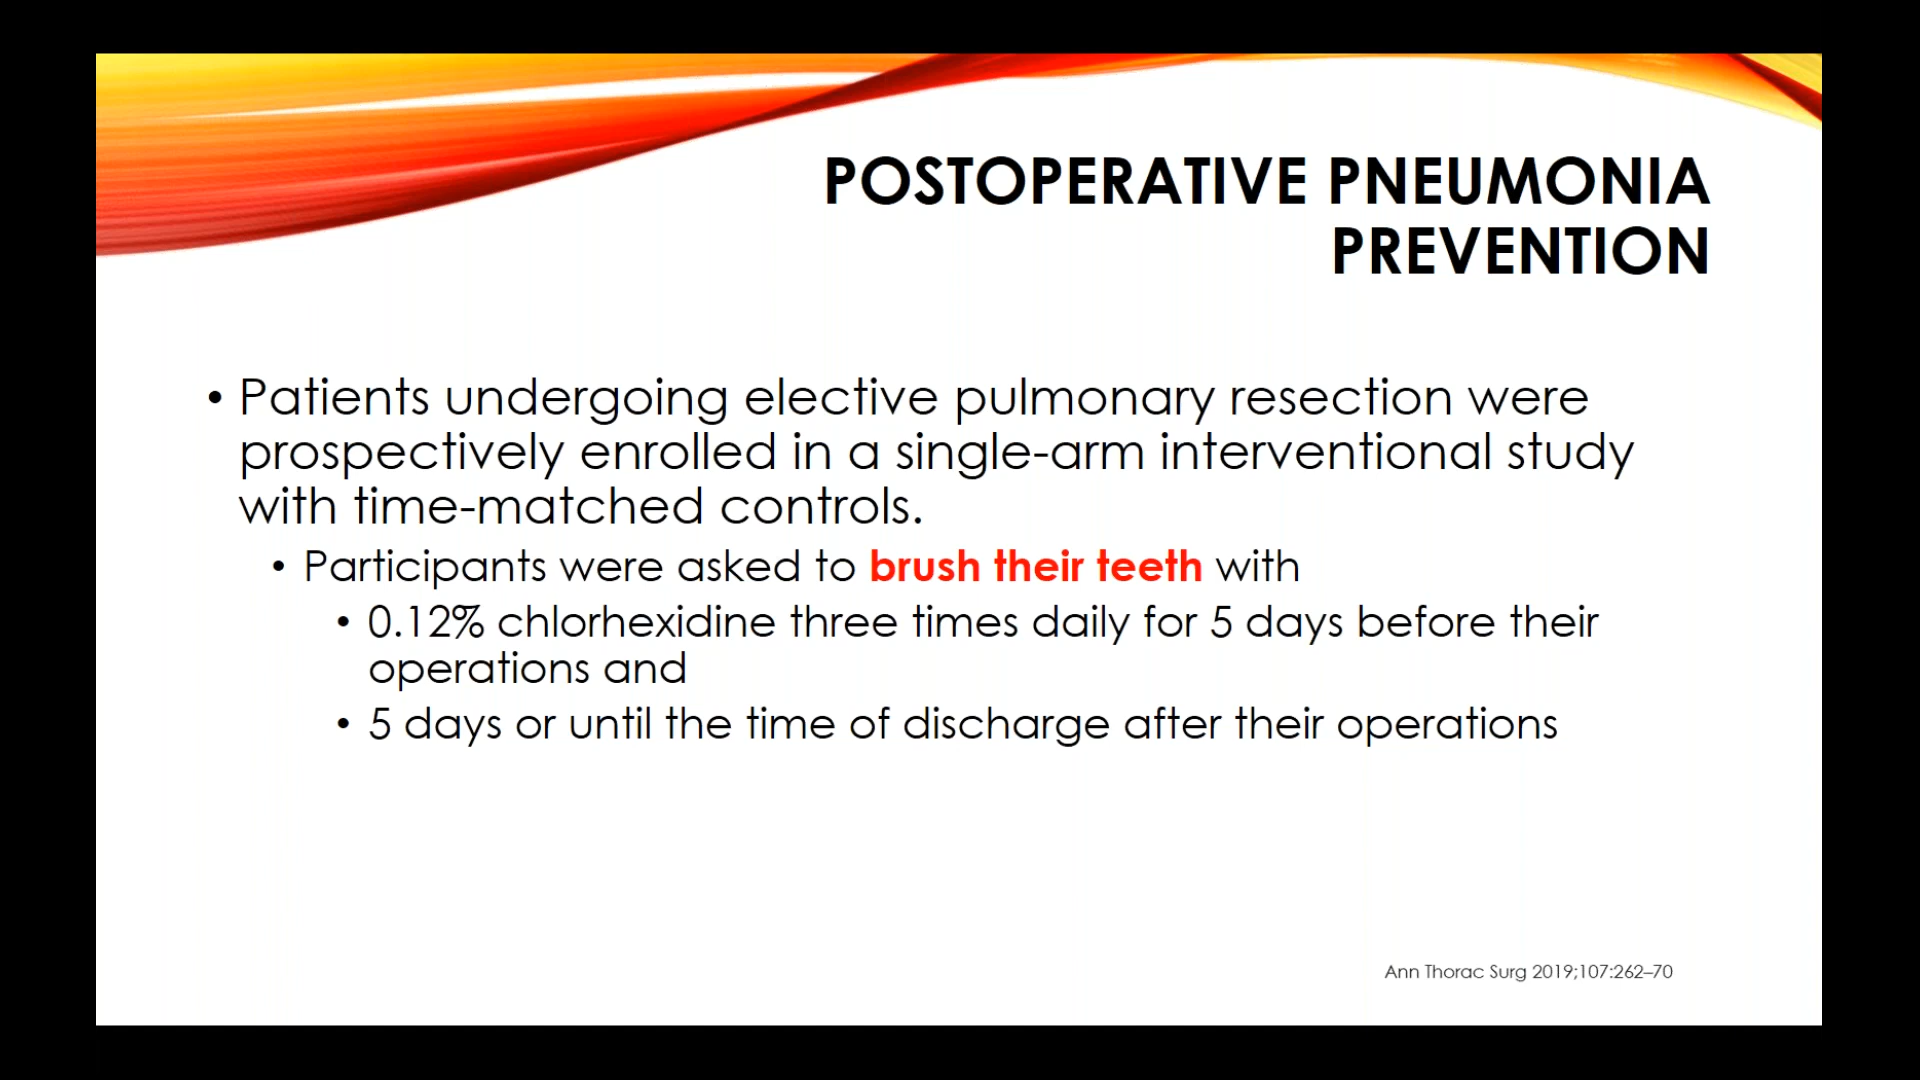 POSTOPERATIVE PNEUMONIA
PREVENTION
• Patients undergoing elective pulmonary resection were
prospectively enrolled in a single-arm interventional study
with time-matched controls.
• Participants were asked to brush their teeth with
• 0.12% chlorhexidine three times daily for 5 days before their
operations and
• 5 days or until the time of discharge after their operations
Ann Thorac Surg 2019;107:262–70